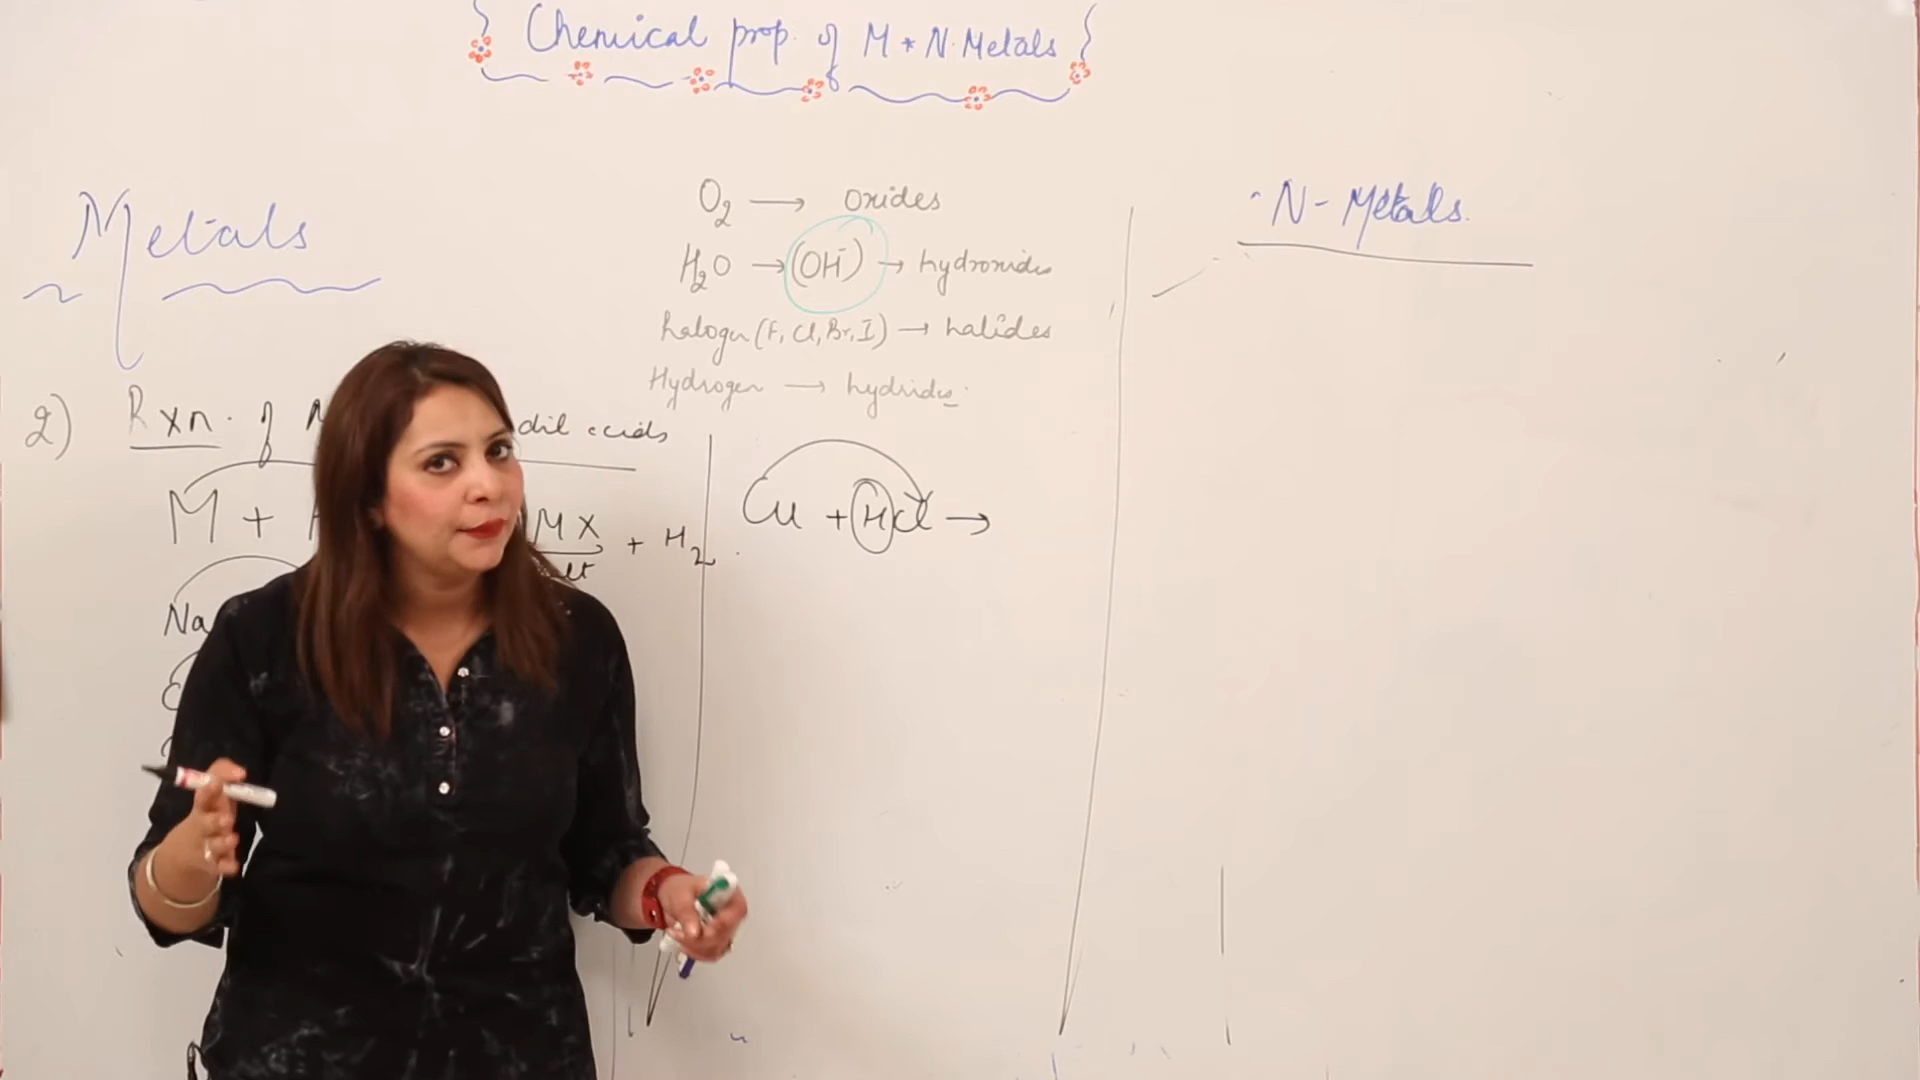 Chemical prop. of M * N. Metals
Metals
O2 → oxides
H2O → (OH⁻) → hydroxides
halogen (F, Cl, Br, I) → halides
Hydrogen → hydrides
N - Metals.
2) Rxn. of dil acids
M + MX + H2
Na
Cu + HCl →